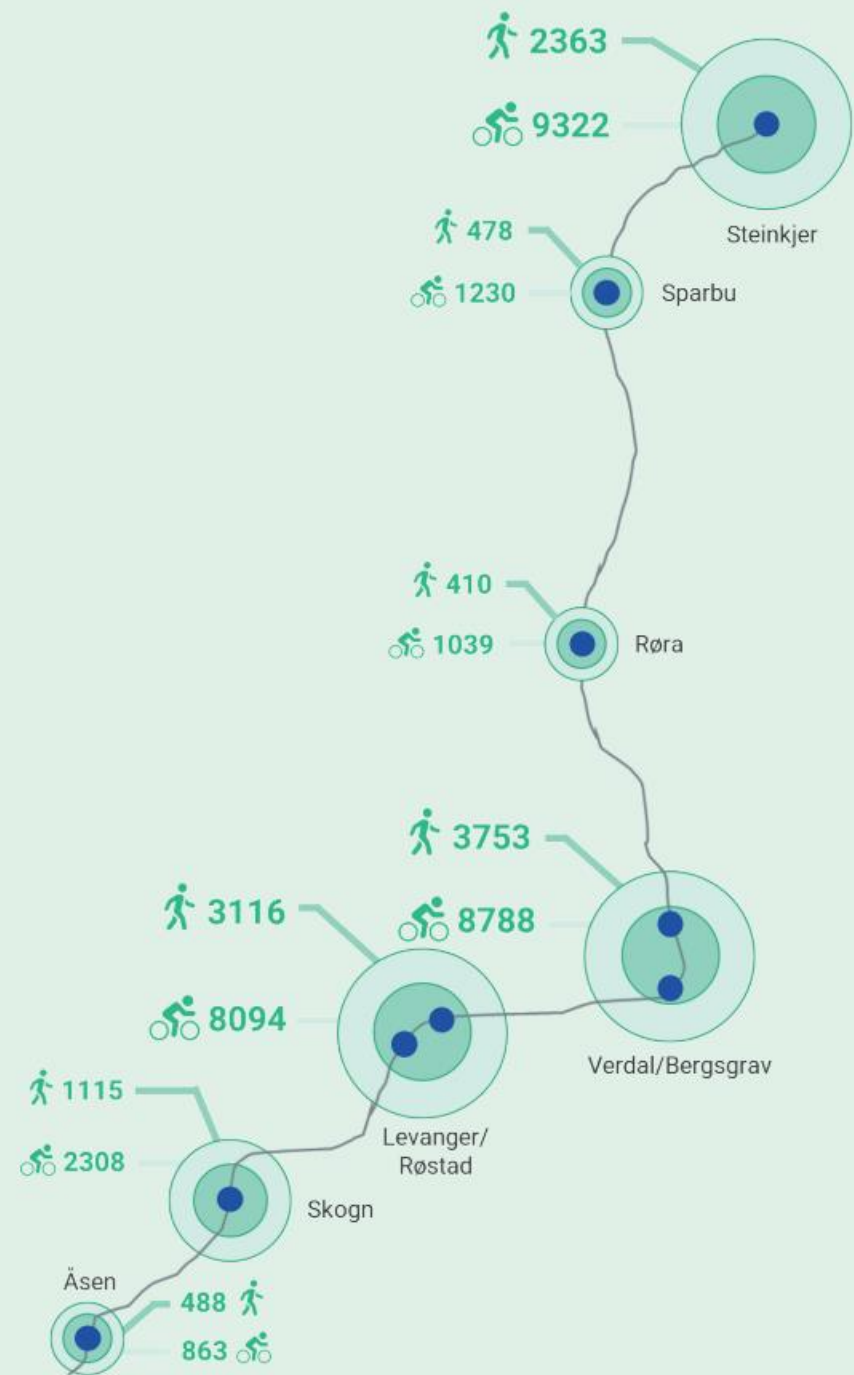 2363
9322
Steinkjer
478
1230
Sparbu
410
1039
Røra
3753
8788
Verdal/Bergsgrav
3116
8094
Levanger/
Røstad
1115
2308
Skogn
Äsen
488
863